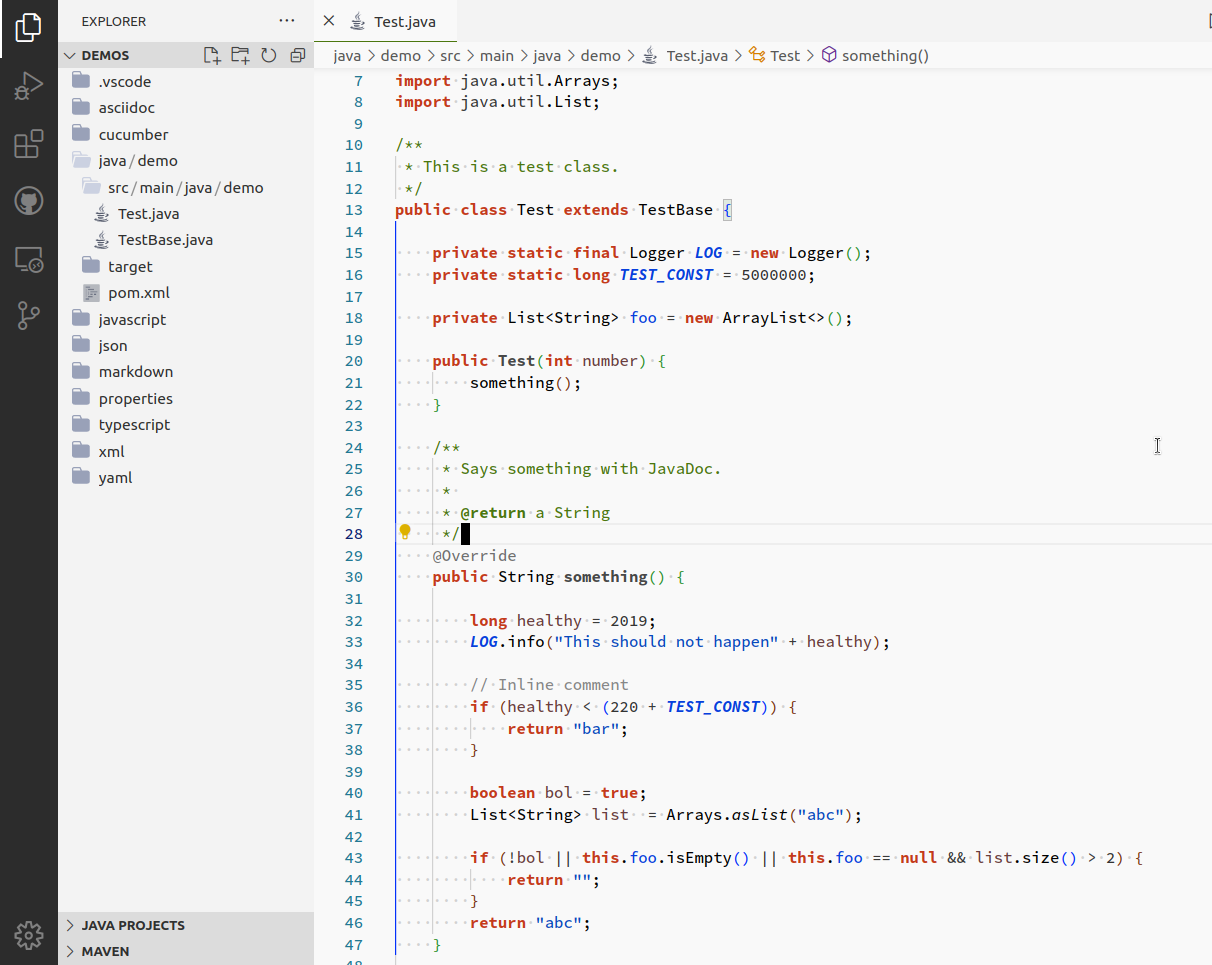 EXPLORER
DEMOS
.vscode
asciidoc
cucumber
java/demo
src/main/java/demo
Test.java
TestBase.java
target
pom.xml
javascript
json
markdown
properties
typescript
xml
yaml
JAVA PROJECTS
MAVEN
Test.java
java > demo > src > main > java > demo > Test.java > Test > something()
7 import java.util.Arrays;
8 import java.util.List;
9
10 /**
11  * This is a test class.
12  */
13 public class Test extends TestBase {
14
15     private static final Logger LOG = new Logger();
16     private static long TEST_CONST = 5000000;
17
18     private List<String> foo = new ArrayList<>();
19
20     public Test(int number) {
21         something();
22     }
23
24     /**
25      * Says something with JavaDoc.
26      *
27      * @return a String
28      */
29     @Override
30     public String something() {
31
32         long healthy = 2019;
33         LOG.info("This should not happen" + healthy);
34
35         // Inline comment
36         if (healthy < (220 + TEST_CONST)) {
37             return "bar";
38         }
39
40         boolean bol = true;
41         List<String> list  = Arrays.asList("abc");
42
43         if (!bol || this.foo.isEmpty() || this.foo == null && list.size() > 2) {
44             return "";
45         }
46         return "abc";
47     }
48